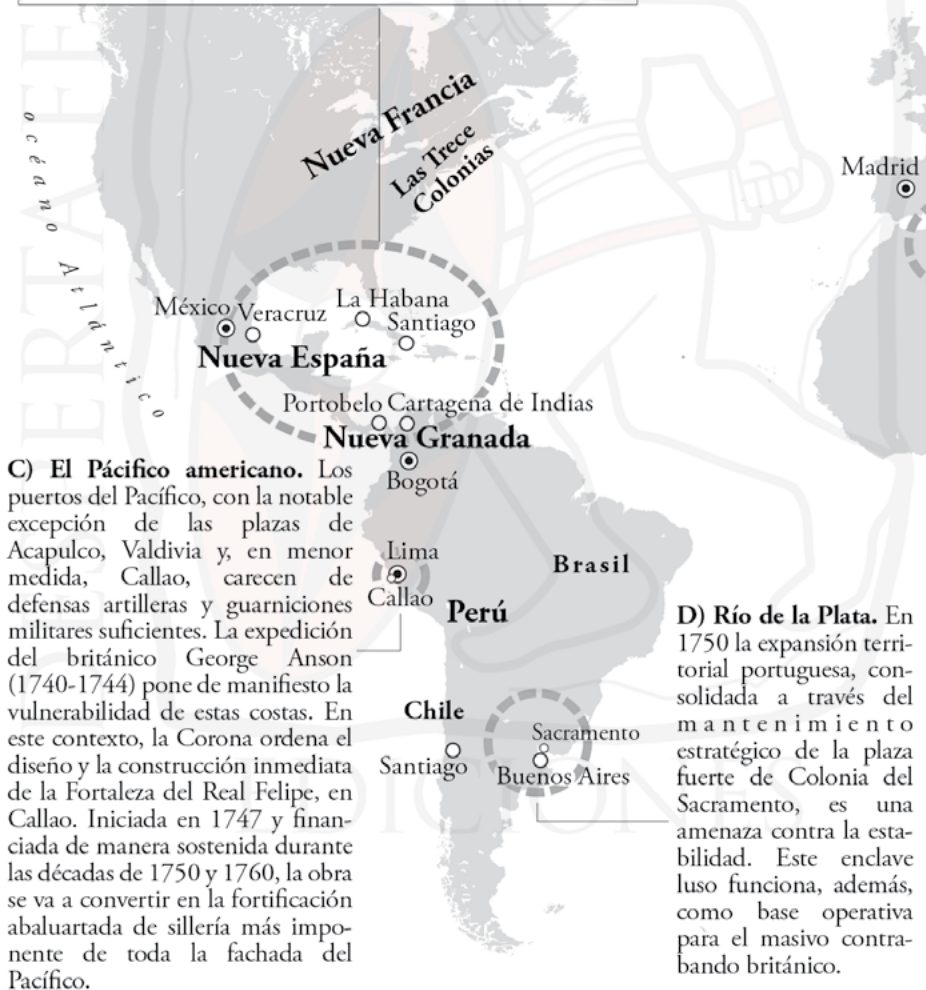 Nueva Francia
Las Trece
Colonias
océano Atlántico
Madrid
México
Veracruz
La Habana
Santiago
Nueva España
Portobelo
Cartagena de Indias
Nueva Granada
Bogotá
Lima
Callao
Brasil
Perú
Chile
Santiago
Sacramento
Buenos Aires
C) El Pácifico americano. Los
puertos del Pacífico, con la notable
excepción de las plazas de
Acapulco, Valdivia y, en menor
medida, Callao, carecen de
defensas artilleras y guarniciones
militares suficientes. La expedición
del británico George Anson
(1740-1744) pone de manifiesto la
vulnerabilidad de estas costas. En
este contexto, la Corona ordena el
diseño y la construcción inmediata
de la Fortaleza del Real Felipe, en
Callao. Iniciada en 1747 y finan-
ciada de manera sostenida durante
las décadas de 1750 y 1760, la obra
se va a convertir en la fortificación
abaluartada de sillería más impo-
nente de toda la fachada del
Pacífico.
D) Río de la Plata. En
1750 la expansión terri-
torial portuguesa, con-
solidada a través del
mantenimiento
estratégico de la plaza
fuerte de Colonia del
Sacramento, es una
amenaza contra la esta-
bilidad. Este enclave
luso funciona, además,
como base operativa
para el masivo contra-
bando británico.
DESPERTA FERRO
EDICIONES